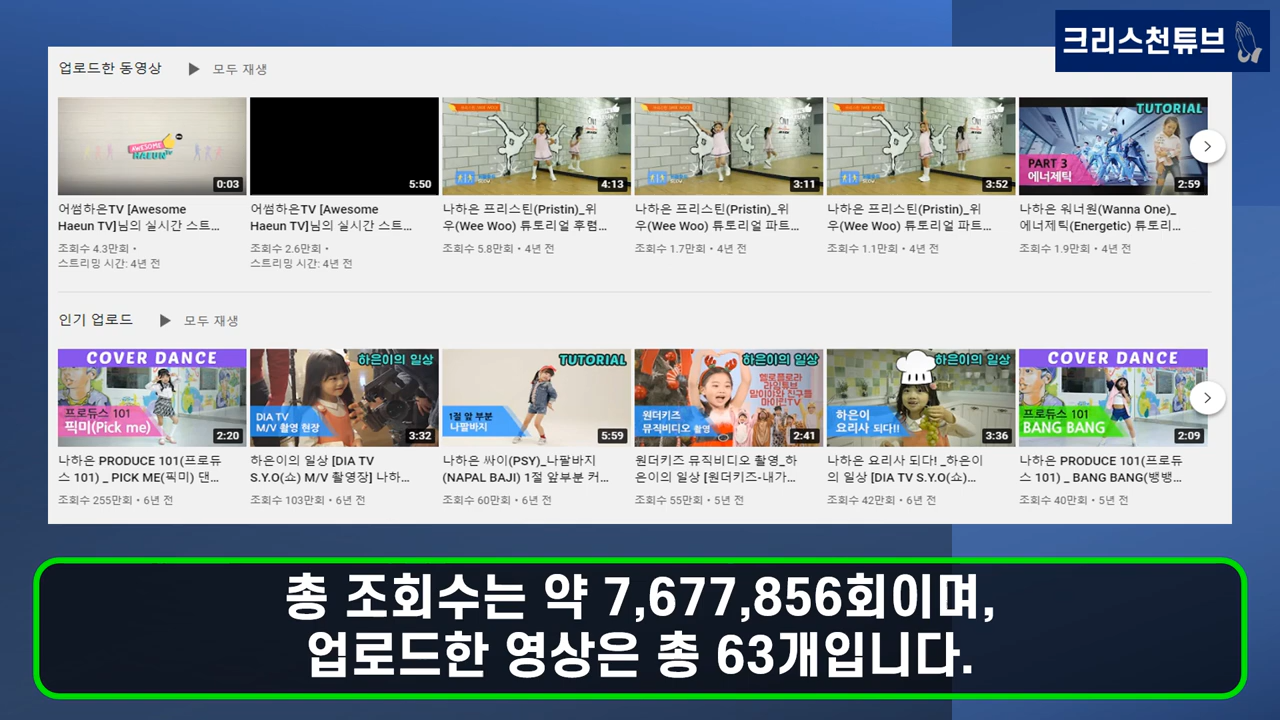 크리스천튜브
업로드한 동영상 ▶ 모두 재생
AWESOME
HAEUN TV
0:03
5:50
4:13
3:11
3:52
TUTORIAL
PART 3
에너제틱
2:59
어썸하은TV [Awesome
Haeun TV]님의 실시간 스트...
조회수 4.3만회 •
스트리밍 시간: 4년 전
어썸하은TV [Awesome
Haeun TV]님의 실시간 스트...
조회수 2.6만회 •
스트리밍 시간: 4년 전
나하은 프리스틴(Pristin)_위
우(Wee Woo) 튜토리얼 후렴...
조회수 5.8만회 • 4년 전
나하은 프리스틴(Pristin)_위
우(Wee Woo) 튜토리얼 파트...
조회수 1.7만회 • 4년 전
나하은 프리스틴(Pristin)_위
우(Wee Woo) 튜토리얼 파트...
조회수 1.1만회 • 4년 전
나하은 워너원(Wanna One)_
에너제틱(Energetic) 튜토리...
조회수 1.9만회 • 4년 전
인기 업로드 ▶ 모두 재생
COVER DANCE
프로듀스 101
픽미(Pick me)
2:20
하은이의 일상
DIA TV
M/V 촬영 현장
3:32
TUTORIAL
1절 앞 부분
나팔바지
5:59
하은이의 일상
헬로플로라
라임튜브
말이야와 친구들
마이린TV
원더키즈
뮤직비디오 촬영
2:41
하은이의 일상
하은이
요리사 되다!!
3:36
COVER DANCE
프로듀스 101
BANG BANG
2:09
나하은 PRODUCE 101(프로듀
스 101) _ PICK ME(픽미) 댄...
조회수 255만회 • 6년 전
하은이의 일상 [DIA TV
S.Y.O(쇼) M/V 촬영장] 나하...
조회수 103만회 • 6년 전
나하은 싸이(PSY)_나팔바지
(NAPAL BAJI) 1절 앞부분 커...
조회수 60만회 • 6년 전
원더키즈 뮤직비디오 촬영_하
은이의 일상 [원더키즈-내가...
조회수 55만회 • 5년 전
나하은 요리사 되다! _하은이
의 일상 [DIA TV S.Y.O(쇼)...
조회수 42만회 • 6년 전
나하은 PRODUCE 101(프로듀
스 101) _ BANG BANG(뱅뱅...
조회수 40만회 • 5년 전
총 조회수는 약 7,677,856회이며,
업로드한 영상은 총 63개입니다.